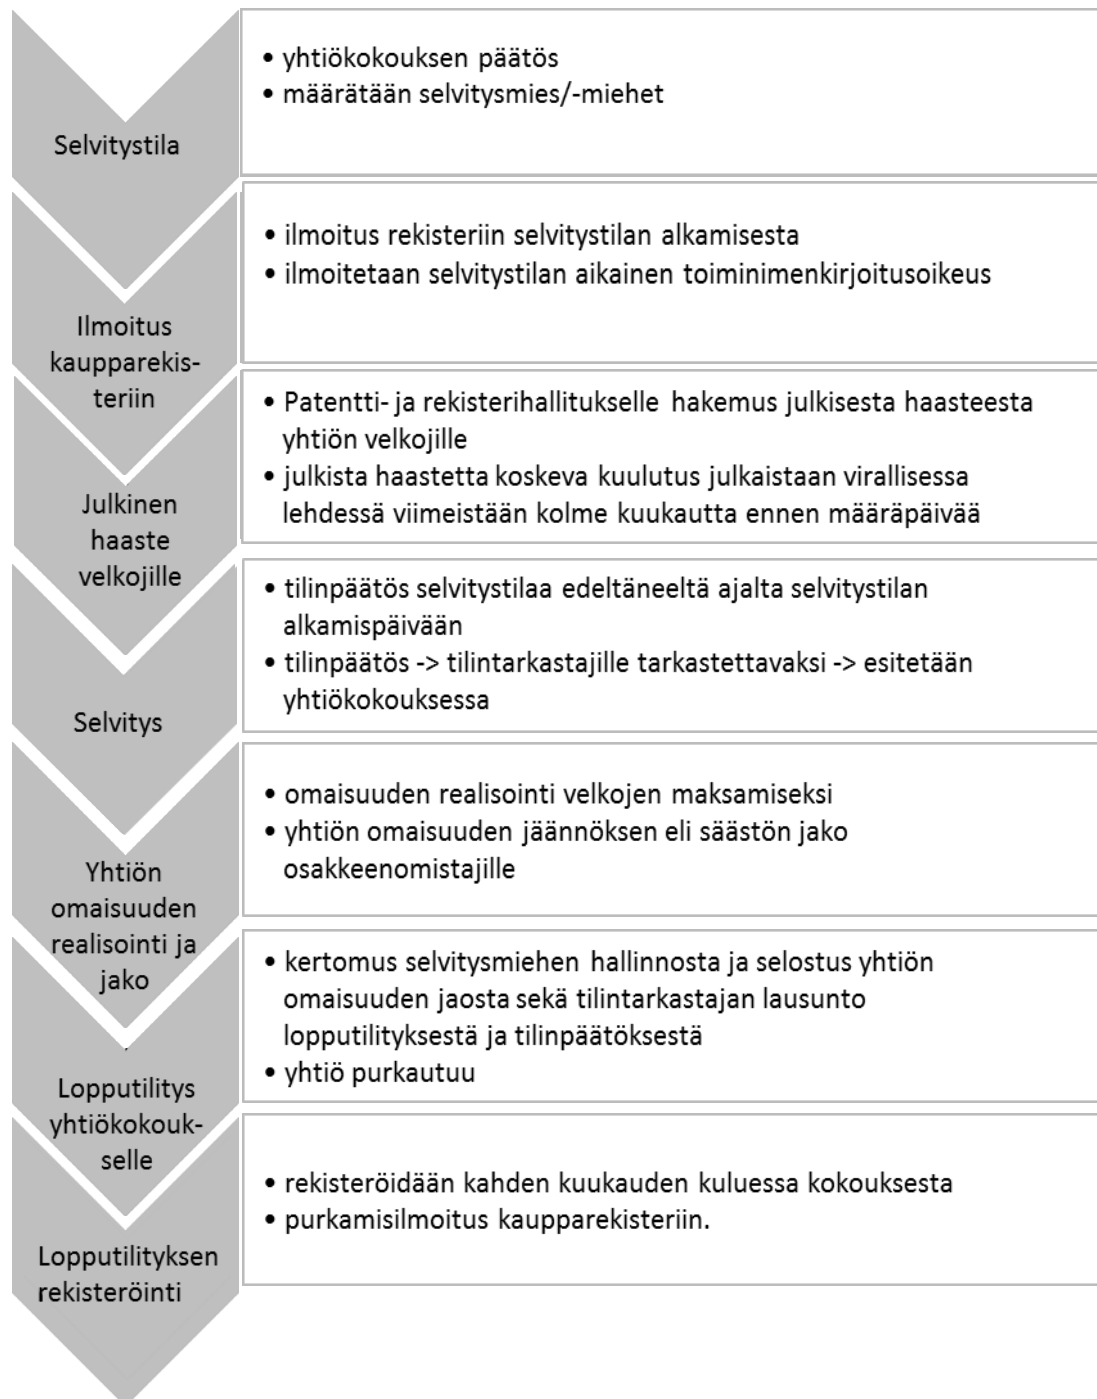 Selvitystila
• yhtiökokouksen päätös
• määrätään selvitysmies/-miehet
Ilmoitus
kaupparekis-
teriin
• ilmoitus rekisteriin selvitystilan alkamisesta
• ilmoitetaan selvitystilan aikainen toiminimenkirjoitusoikeus
Julkinen
haaste
velkojille
• Patentti- ja rekisterihallitukselle hakemus julkisesta haasteesta
yhtiön velkojille
• julkista haastetta koskeva kuulutus julkaistaan virallisessa
lehdessä viimeistään kolme kuukautta ennen määräpäivää
Selvitys
• tilinpäätös selvitystilaa edeltäneeltä ajalta selvitystilan
alkamispäivään
• tilinpäätös -> tilintarkastajille tarkastettavaksi -> esitetään
yhtiökokouksessa
Yhtiön
omaisuuden
realisointi ja
jako
• omaisuuden realisointi velkojen maksamiseksi
• yhtiön omaisuuden jäännöksen eli säästön jako
osakkeenomistajille
Lopputilitys
yhtiökokouk-
selle
• kertomus selvitysmiehen hallinnosta ja selostus yhtiön
omaisuuden jaosta sekä tilintarkastajan lausunto
lopputilityksestä ja tilinpäätöksestä
• yhtiö purkautuu
Lopputilityksen
rekisteröinti
• rekisteröidään kahden kuukauden kuluessa kokouksesta
• purkamisilmoitus kaupparekisteriin.